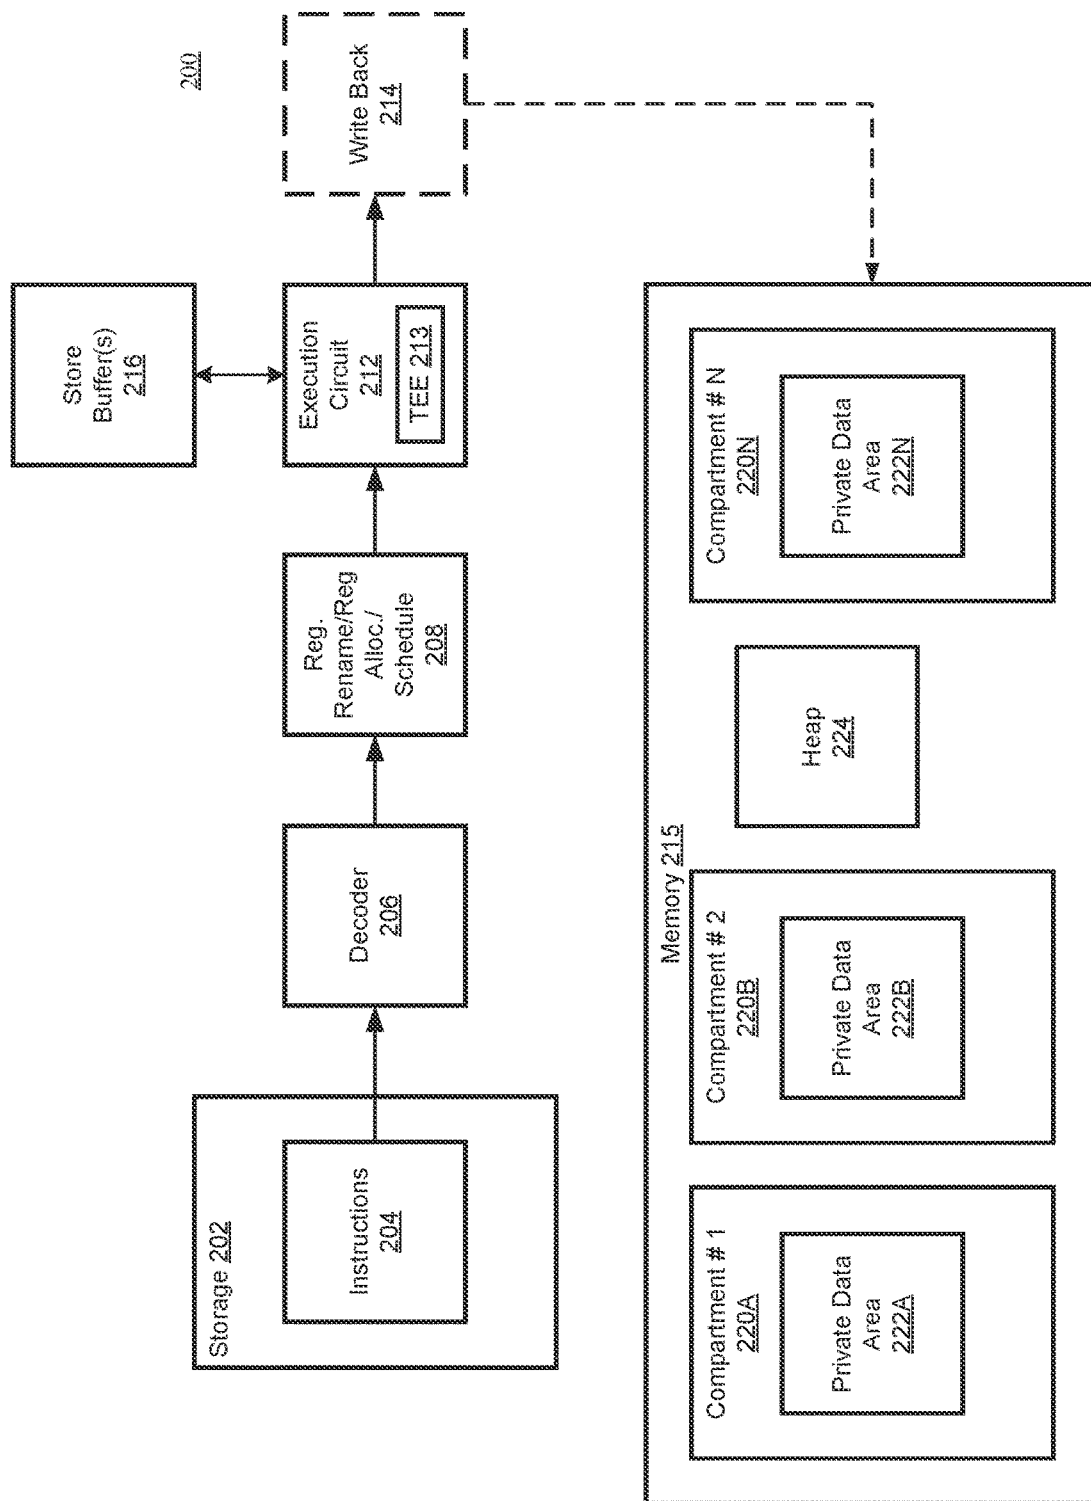 200
Storage 202
Instructions
204
Decoder
206
Reg.
Rename/Reg
Alloc./
Schedule
208
Store
Buffer(s)
216
Execution
Circuit
212
TEE 213
Write Back
214
Memory 215
Compartment # 1
220A
Private Data
Area
222A
Compartment # 2
220B
Private Data
Area
222B
Heap
224
Compartment # N
220N
Private Data
Area
222N